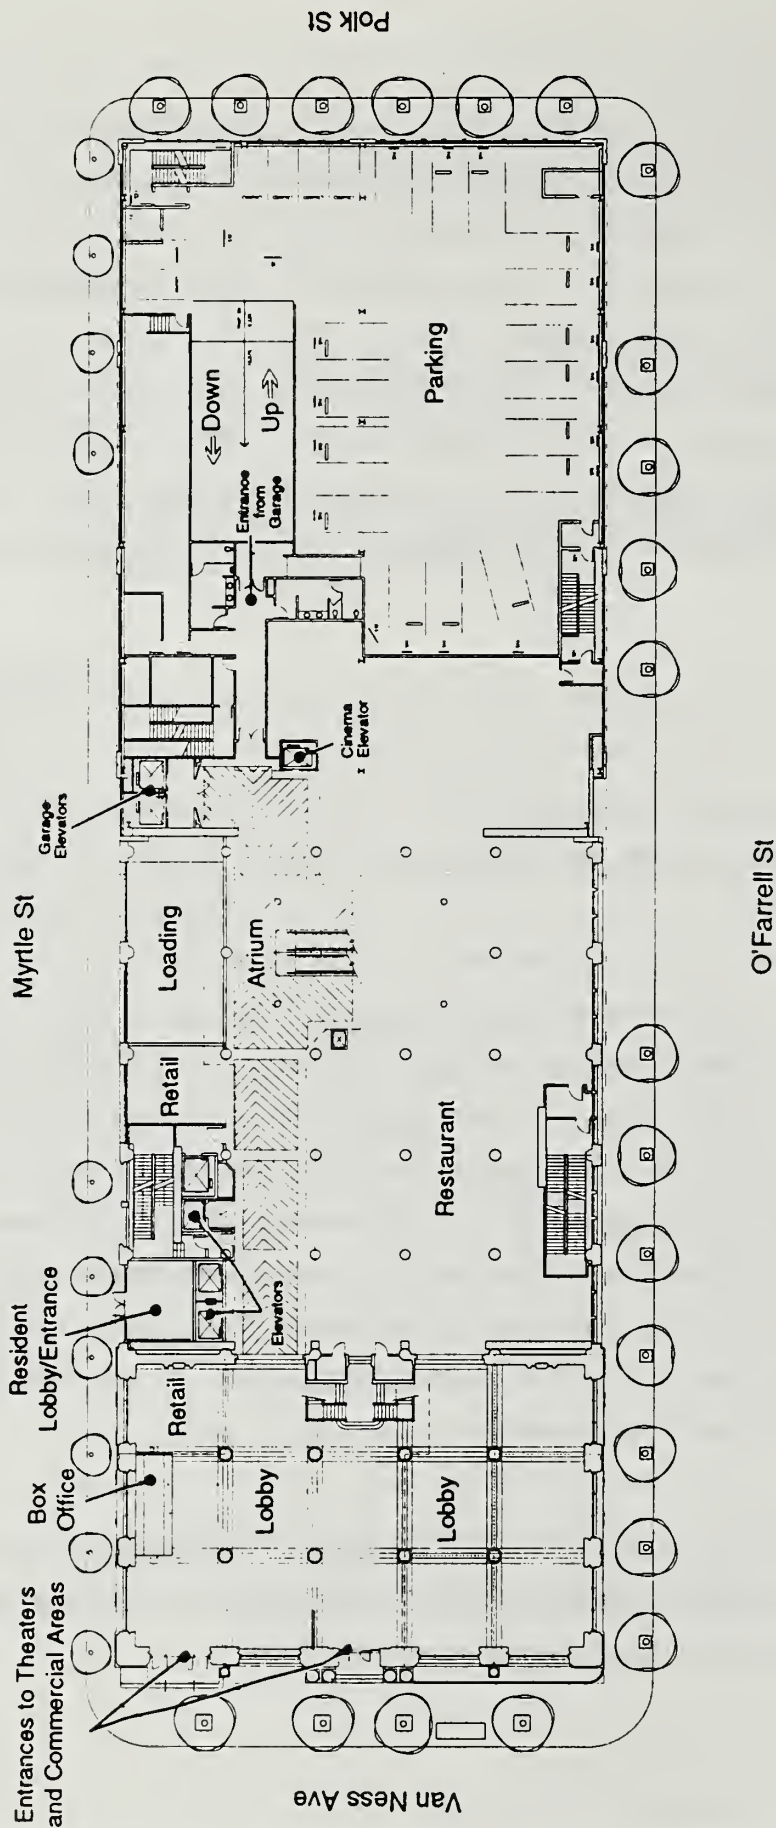 Polk St
Myrtle St
O'Farrell St
Van Ness Ave
Entrances to Theaters
and Commercial Areas
Box
Office
Resident
Lobby/Entrance
Garage
Elevators
Retail
Lobby
Lobby
Elevators
Retail
Loading
Atrium
Restaurant
Cinema
Elevator
Entrance
from
Garage
Down
Up
Parking